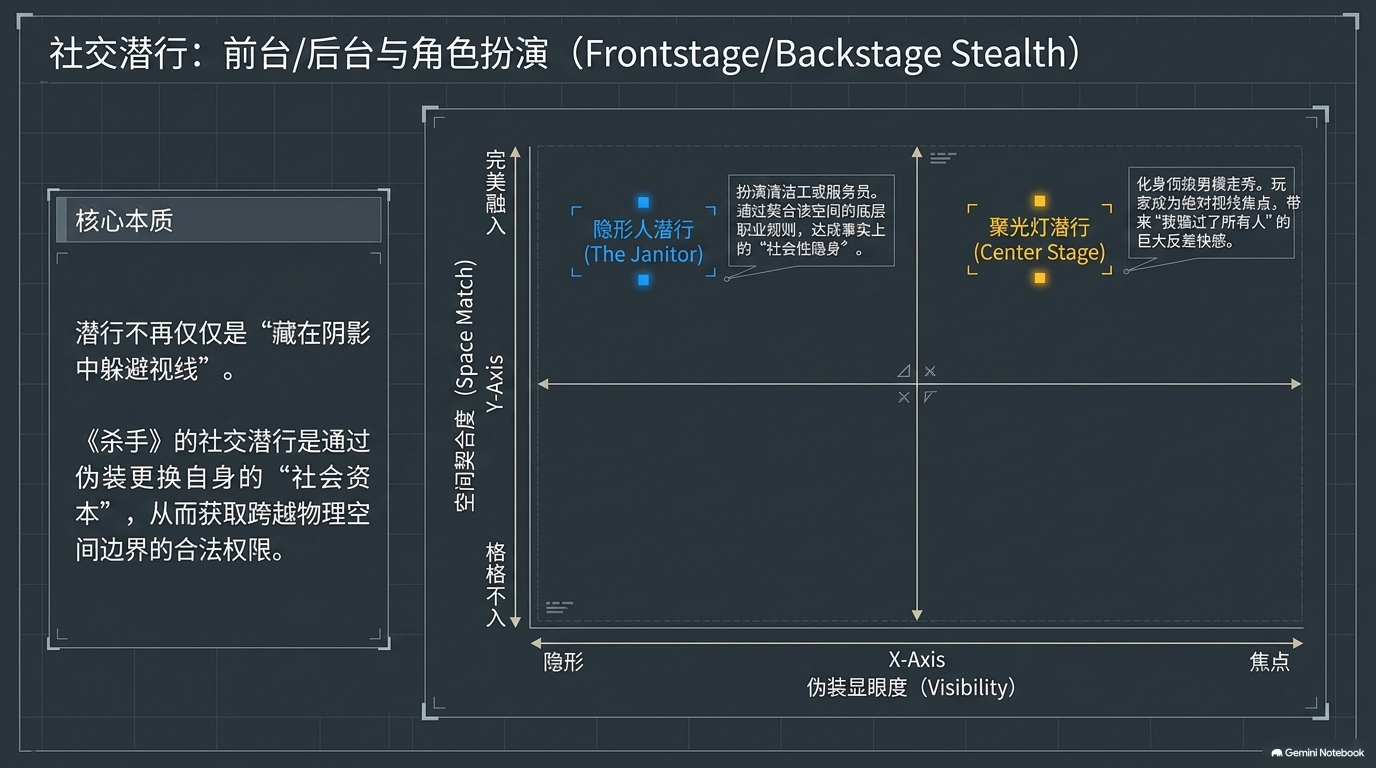 社交潜行：前台/后台与角色扮演（Frontstage/Backstage Stealth）
核心本质
潜行不再仅仅是“藏在阴影
中躲避视线”。
《杀手》的社交潜行是通过
伪装更换自身的“社会资
本”，从而获取跨越物理空
间边界的合法权限。
完美融入
空间契合度（Space Match）
Y-Axis
格格不入
隐形人潜行
(The Janitor)
扮演清洁工或服务员。
通过契合该空间的底层
职业规则，达成事实上
的“社会性隐身”。
聚光灯潜行
(Center Stage)
化身顶级男模走秀。玩
家成为绝对视线焦点，带
来“我骗过了所有人”的
巨大反差快感。
隐形
X-Axis
焦点
伪装显眼度（Visibility）
Gemini Notebook